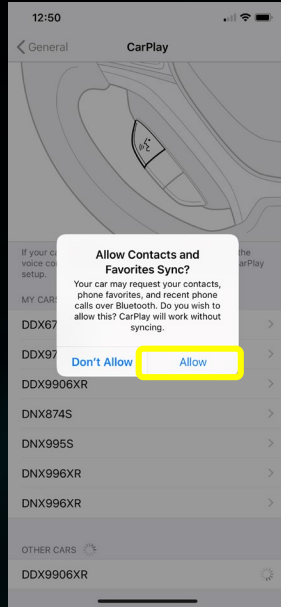 12:50
General
CarPlay
If your ca
the
voice co
arPlay
setup.
Allow Contacts and
Favorites Sync?
Your car may request your contacts,
phone favorites, and recent phone
calls over Bluetooth. Do you wish to
allow this? CarPlay will work without
syncing.
Don't Allow
Allow
MY CARS
DDX67
DDX97
DDX9906XR
DNX874S
DNX995S
DNX996XR
DNX996XR
OTHER CARS
DDX9906XR